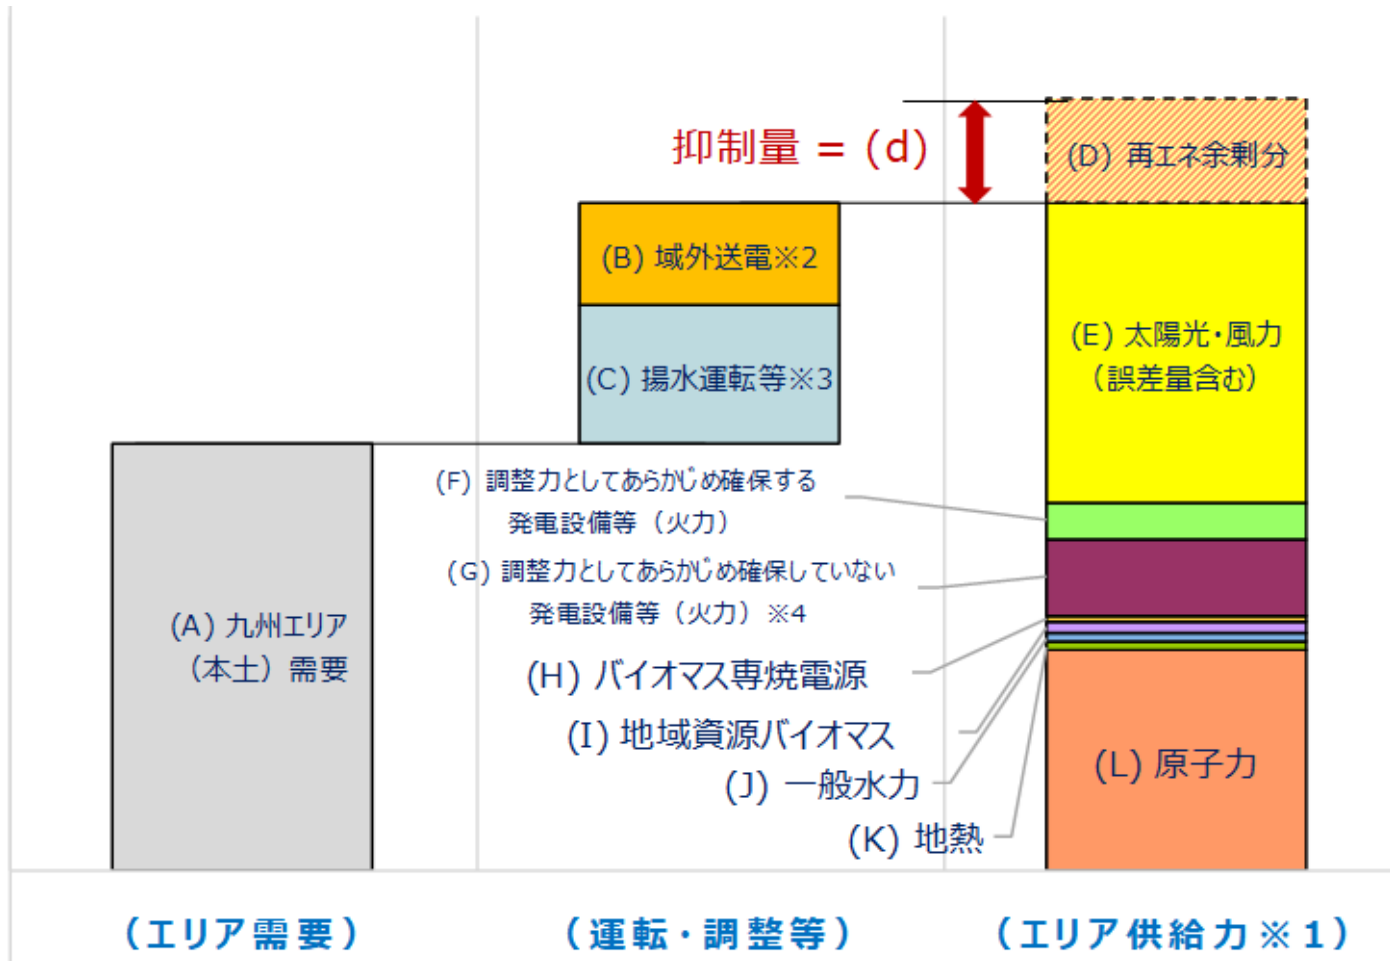 抑制量 = (d)
(D) 再エネ余剰分
(B) 域外送電※2
(C) 揚水運転等※3
(E) 太陽光・風力
（誤差量含む）
(F) 調整力としてあらかじめ確保する
発電設備等（火力）
(G) 調整力としてあらかじめ確保していない
発電設備等（火力）※4
(A) 九州エリア
（本土）需要
(H) バイオマス専焼電源
(I) 地域資源バイオマス
(J) 一般水力
(K) 地熱
(L) 原子力
（エリア需要）
（運転・調整等）
（エリア供給力※1）